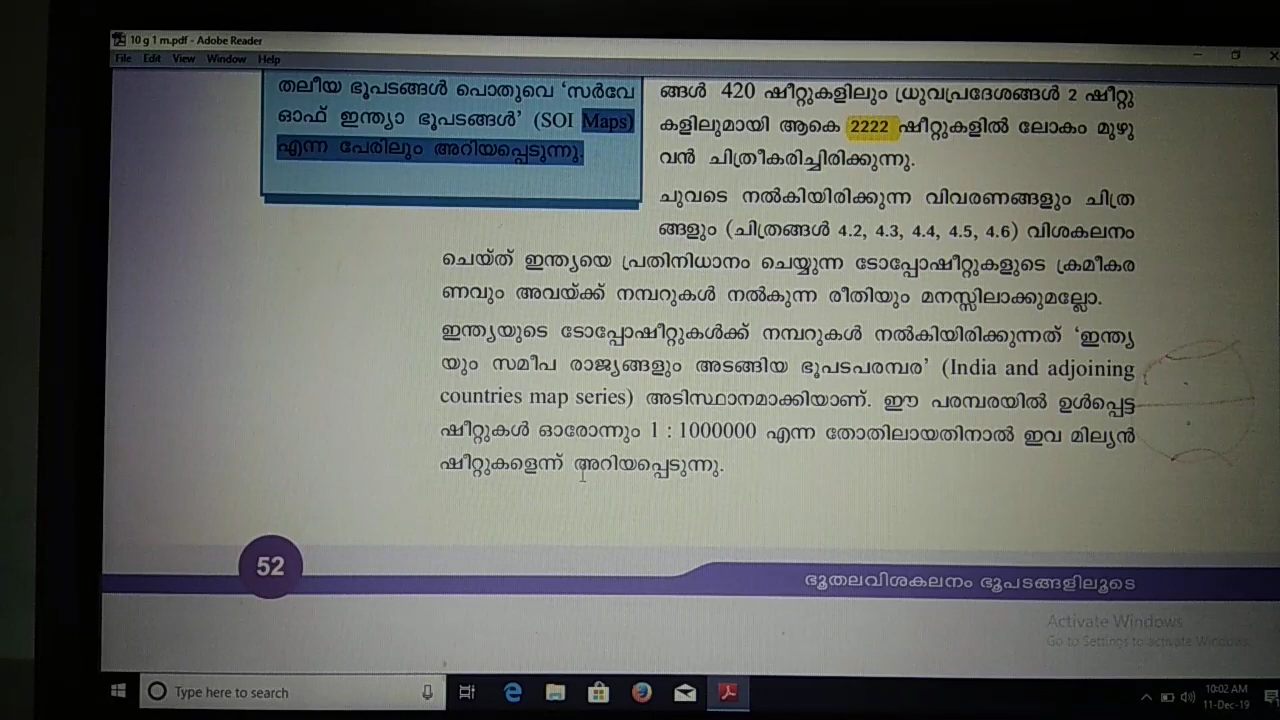 10 g 1 m.pdf - Adobe Reader
File Edit View Window Help
തലീയ ഭൂപടങ്ങൾ പൊതുവെ ‘സർവേ
ഓഫ് ഇന്ത്യാ ഭൂപടങ്ങൾ’ (SOI Maps)
എന്ന പേരിലും അറിയപ്പെടുന്നു.
ങ്ങൾ 420 ഷീറ്റുകളിലും ധ്രുവപ്രദേശങ്ങൾ 2 ഷീറ്റു
കളിലുമായി ആകെ 2222 ഷീറ്റുകളിൽ ലോകം മുഴു
വൻ ചിത്രീകരിച്ചിരിക്കുന്നു.
ചുവടെ നൽകിയിരിക്കുന്ന വിവരണങ്ങളും ചിത്ര
ങ്ങളും (ചിത്രങ്ങൾ 4.2, 4.3, 4.4, 4.5, 4.6) വിശകലനം
ചെയ്ത് ഇന്ത്യയെ പ്രതിനിധാനം ചെയ്യുന്ന ടോപ്പോഷീറ്റുകളുടെ ക്രമീകര
ണവും അവയ്ക്ക് നമ്പറുകൾ നൽകുന്ന രീതിയും മനസ്സിലാക്കുമല്ലോ.
ഇന്ത്യയുടെ ടോപ്പോഷീറ്റുകൾക്ക് നമ്പറുകൾ നൽകിയിരിക്കുന്നത് ‘ഇന്ത്യ
യും സമീപ രാജ്യങ്ങളും അടങ്ങിയ ഭൂപടപരമ്പര’ (India and adjoining
countries map series) അടിസ്ഥാനമാക്കിയാണ്. ഈ പരമ്പരയിൽ ഉൾപ്പെട്ട
ഷീറ്റുകൾ ഓരോന്നും 1 : 1000000 എന്ന തോതിലായതിനാൽ ഇവ മില്യൻ
ഷീറ്റുകളെന്ന് അറിയപ്പെടുന്നു.
52
ഭൂതലവിശകലനം ഭൂപടങ്ങളിലൂടെ
Activate Windows
Go to Settings to activate Windows.
Type here to search
10:02 AM
11-Dec-19